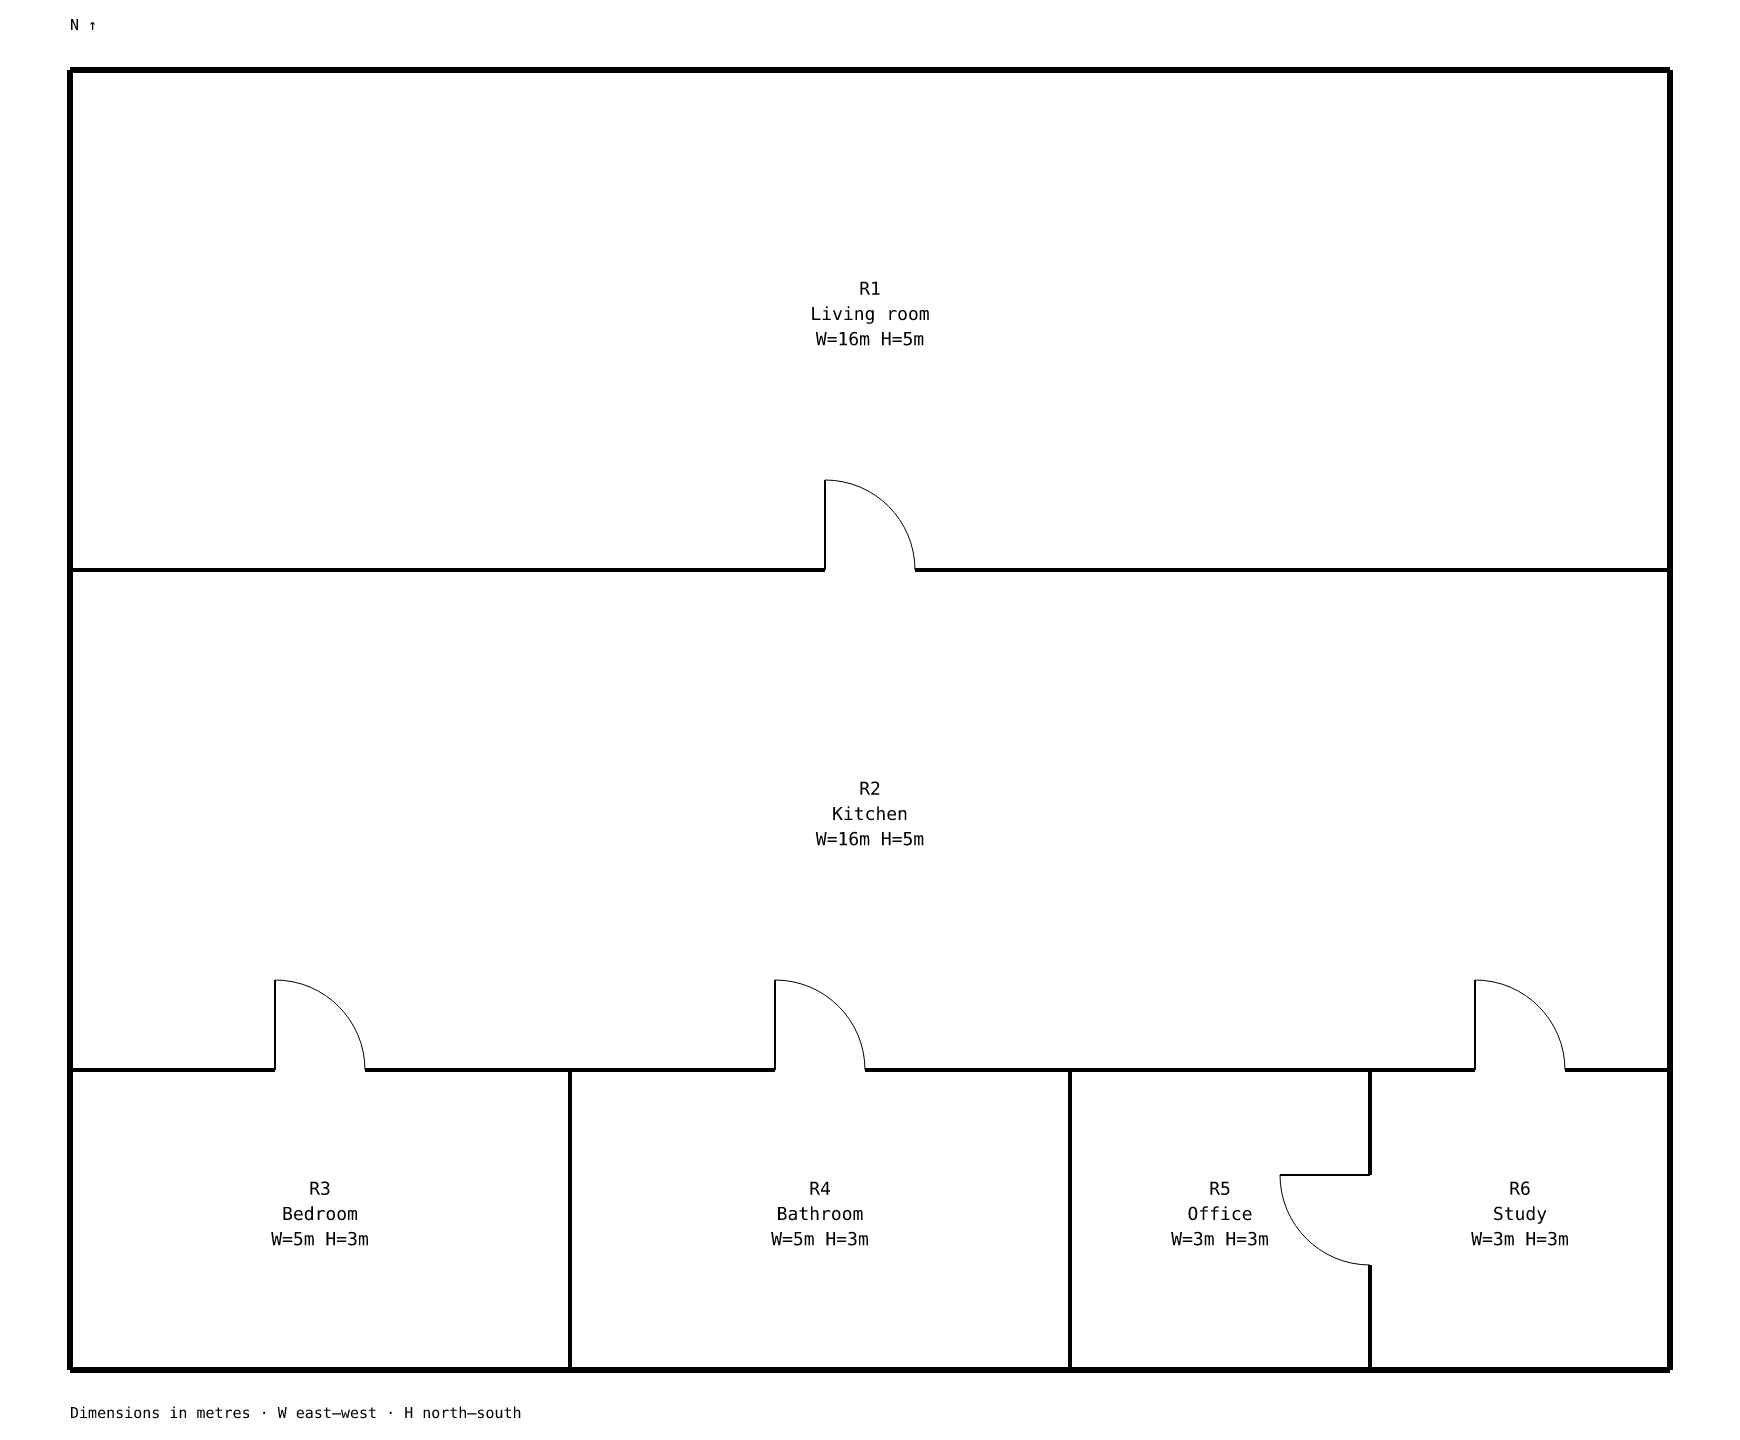 N ↑
R1
Living room
W=16m H=5m
R2
Kitchen
W=16m H=5m
R3
Bedroom
W=5m H=3m
R4
Bathroom
W=5m H=3m
R5
Office
W=3m H=3m
R6
Study
W=3m H=3m
Dimensions in metres · W east–west · H north–south